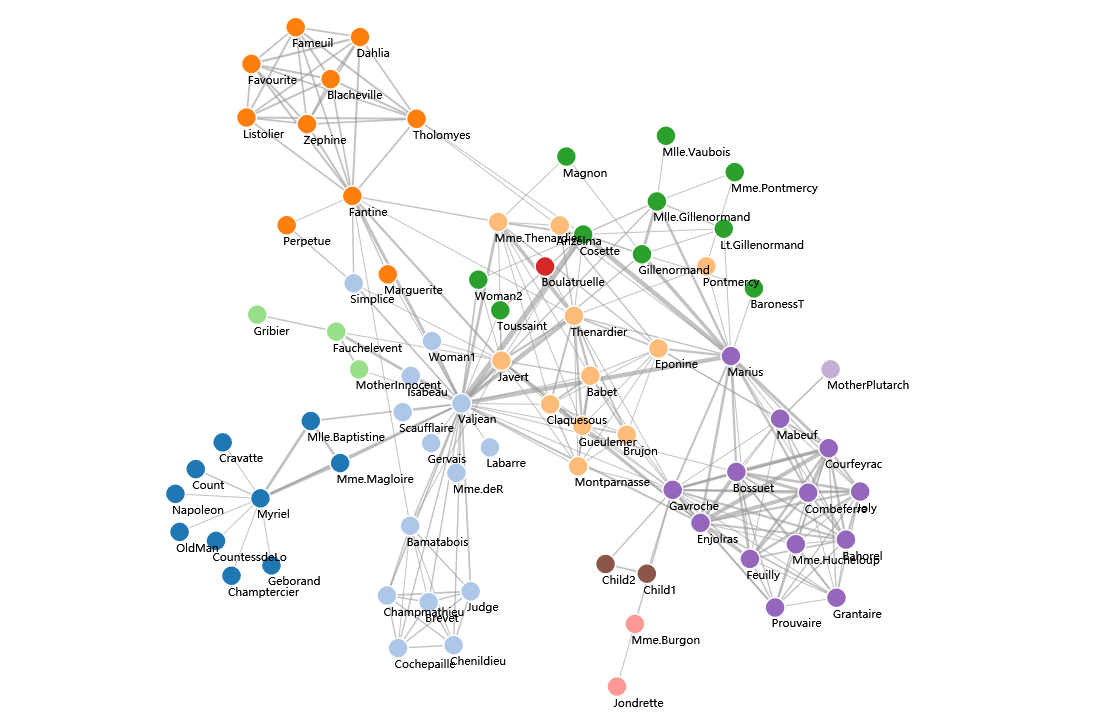 Fameuil
Dahlia
Favourite
Blacheville
Listolier
Zephine
Tholomyes
Mlle.Vaubois
Magnon
Mme.Pontmercy
Fantine
Mlle.Gillenormand
Perpetue
Mme.Thenardier
Anzelma
Cosette
Lt.Gillenormand
Gillenormand
Boulatruelle
Pontmercy
Marguerite
Simplice
Woman2
BaronessT
Toussaint
Gribier
Thenardier
Fauchelevent
Woman1
Eponine
Marius
Javert
MotherInnocent
Isabeau
Babet
MotherPlutarch
Valjean
Claquesous
Scaufflaire
Mlle.Baptistine
Mabeuf
Gueulemer
Brujon
Cravatte
Gervais
Labarre
Courfeyrac
Mme.Magloire
Count
Mme.deR
Montparnasse
Bossuet
Napoleon
Gavroche
Combeferre
Joly
Myriel
Enjolras
OldMan
Bamatabois
CountessdeLo
Mme.Hucheloup
Bahorel
Feuilly
Geborand
Child2
Child1
Champtercier
Champmathieu
Brevet
Judge
Grantaire
Prouvaire
Mme.Burgon
Cochepaille
Chenildieu
Jondrette